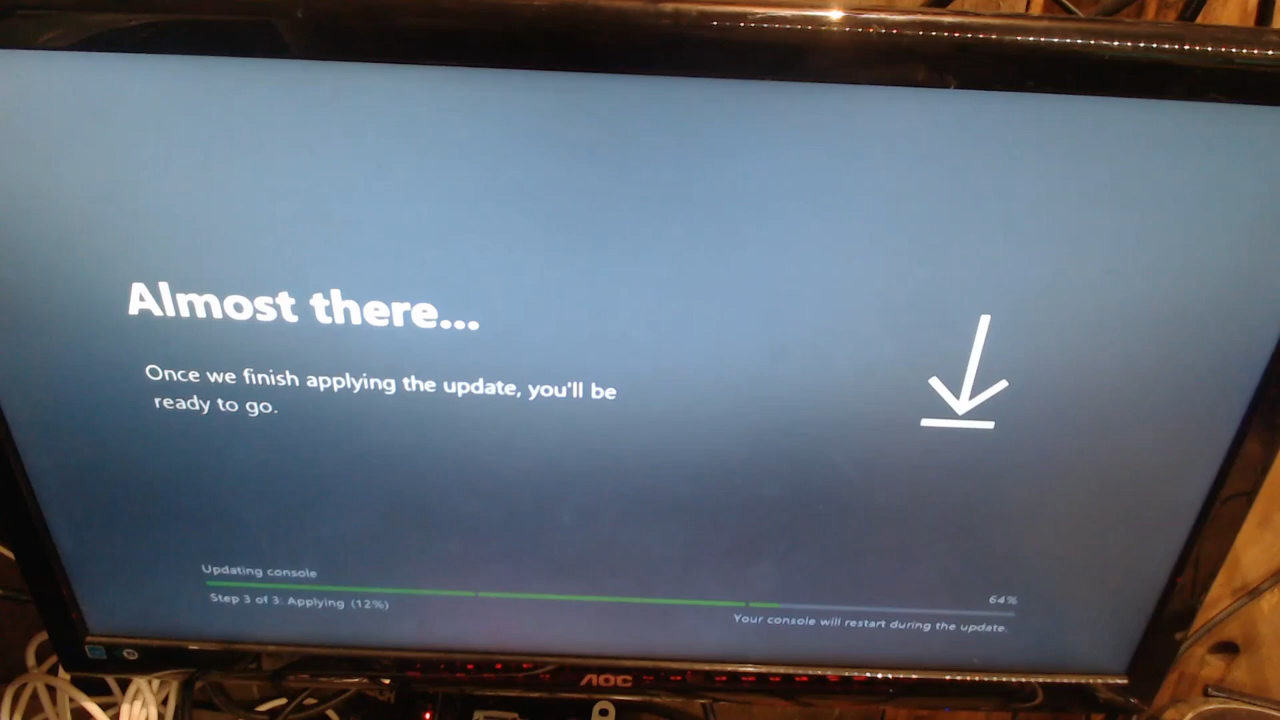 Almost there...
Once we finish applying the update, you'll be
ready to go.
Updating console
64%
Step 3 of 3: Applying (12%)
Your console will restart during the update.
AOC